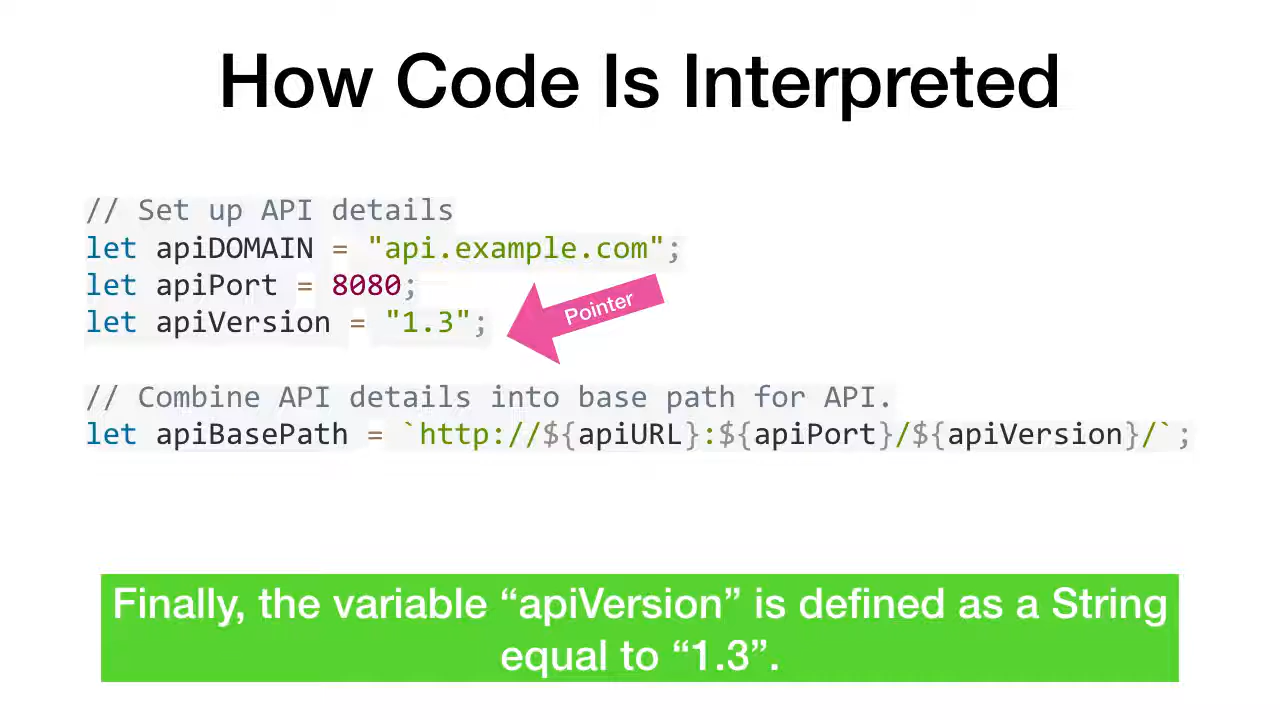 How Code Is Interpreted
// Set up API details
let apiDOMAIN = "api.example.com";
let apiPort = 8080;
let apiVersion = "1.3";
Pointer
// Combine API details into base path for API.
let apiBasePath = `http://${apiURL}:${apiPort}/${apiVersion}/`;
Finally, the variable “apiVersion” is defined as a String
equal to “1.3”.